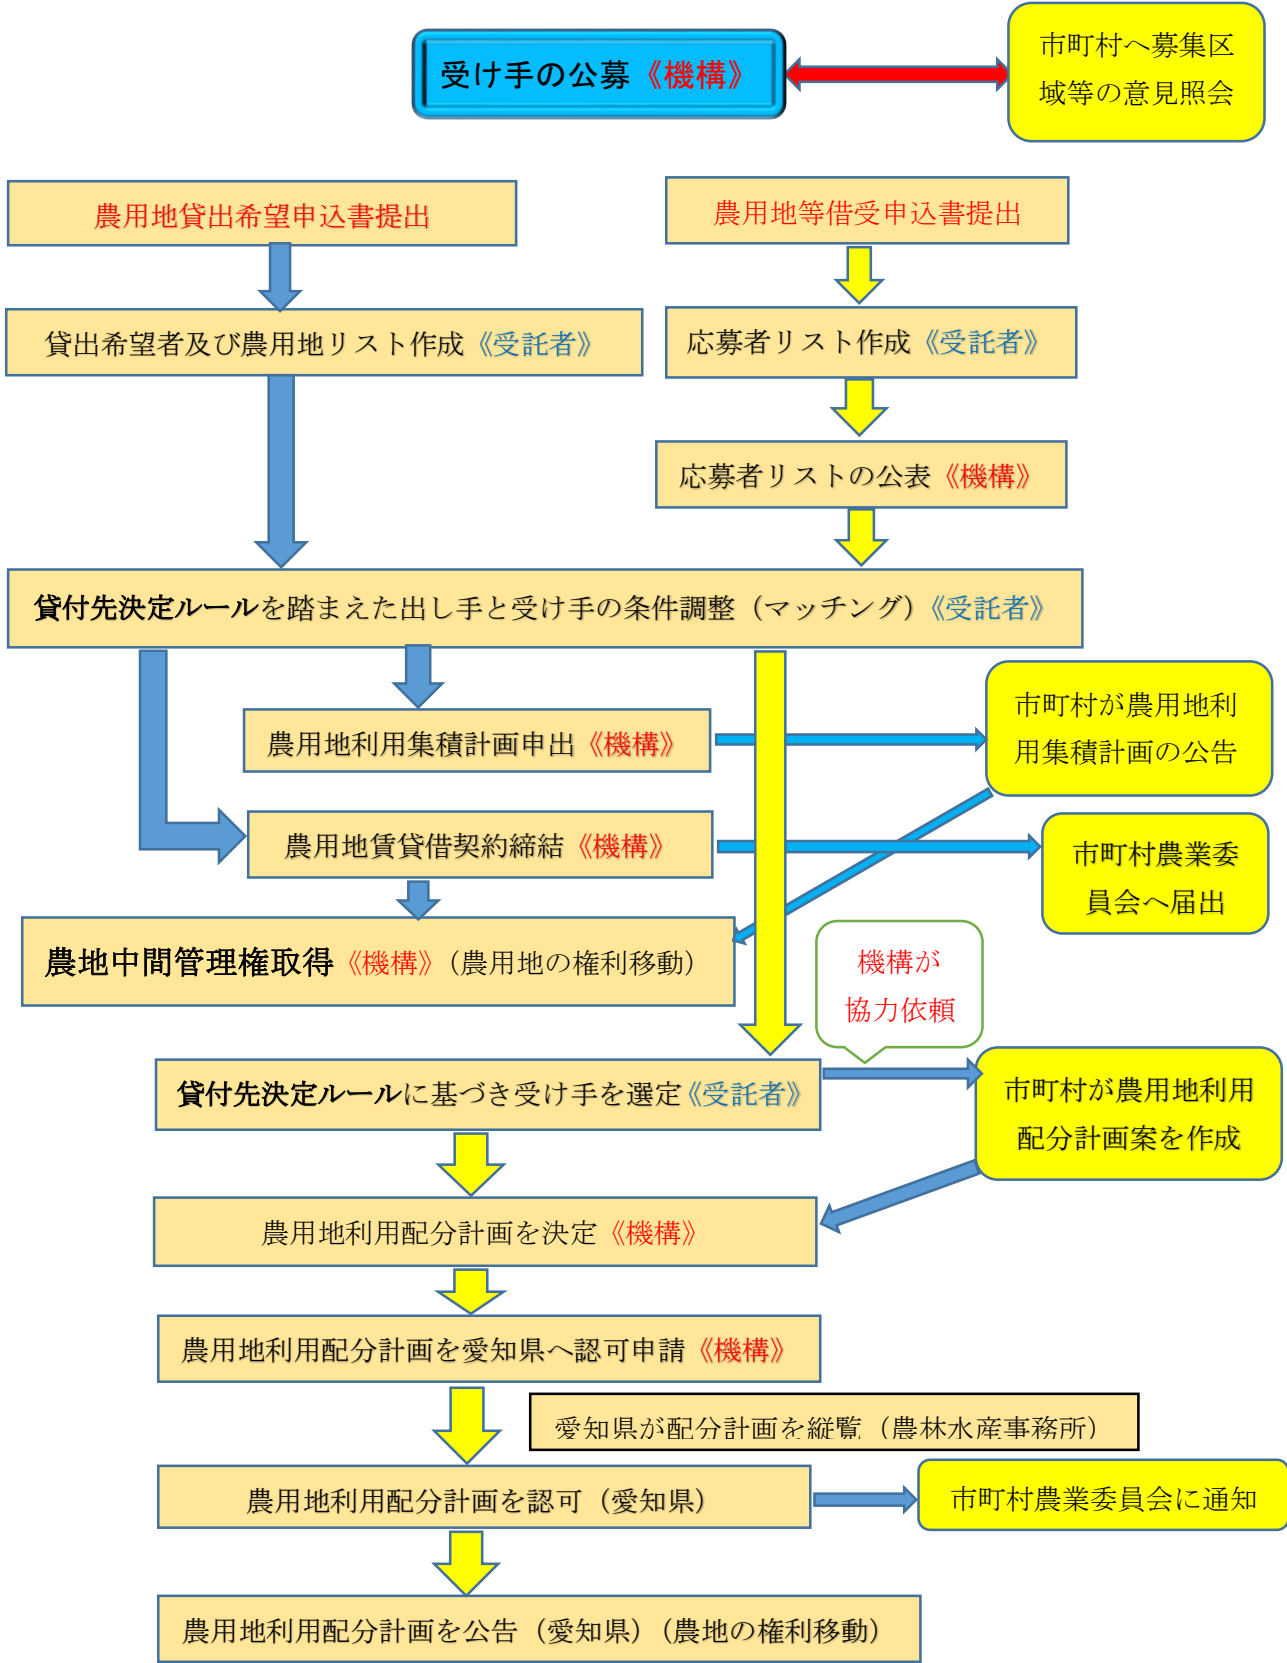 受け手の公募《機構》
市町村へ募集区
域等の意見照会
農用地貸出希望申込書提出
農用地等借受申込書提出
貸出希望者及び農用地リスト作成《受託者》
応募者リスト作成《受託者》
応募者リストの公表《機構》
貸付先決定ルールを踏まえた出し手と受け手の条件調整（マッチング）《受託者》
農用地利用集積計画申出《機構》
市町村が農用地利
用集積計画の公告
農用地賃貸借契約締結《機構》
市町村農業委
員会へ届出
農地中間管理権取得《機構》（農用地の権利移動）
機構が
協力依頼
貸付先決定ルールに基づき受け手を選定《受託者》
市町村が農用地利用
配分計画案を作成
農用地利用配分計画を決定《機構》
農用地利用配分計画を愛知県へ認可申請《機構》
愛知県が配分計画を縦覧（農林水産事務所）
農用地利用配分計画を認可（愛知県）
市町村農業委員会に通知
農用地利用配分計画を公告（愛知県）（農地の権利移動）